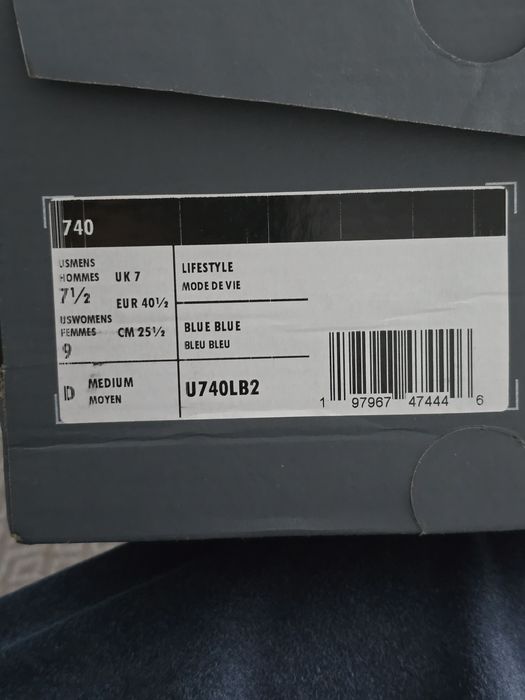 740
USMENS
HOMMES UK 7
7½ EUR 40½
USWOMENS
FEMMES CM 25½
9
D MEDIUM
MOYEN
LIFESTYLE
MODE DE VIE
BLUE BLUE
BLEU BLEU
U740LB2
1 97967 47444 6